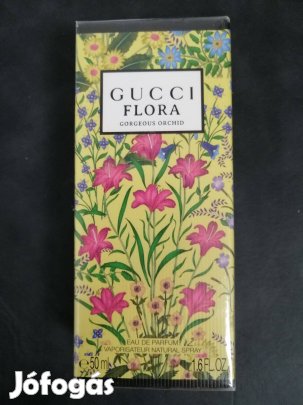 GUCCI
FLORA
GORGEOUS ORCHID
EAU DE PARFUM
VAPORISATEUR NATURAL SPRAY
50 ml 1.6 FL.OZ
Jófogás